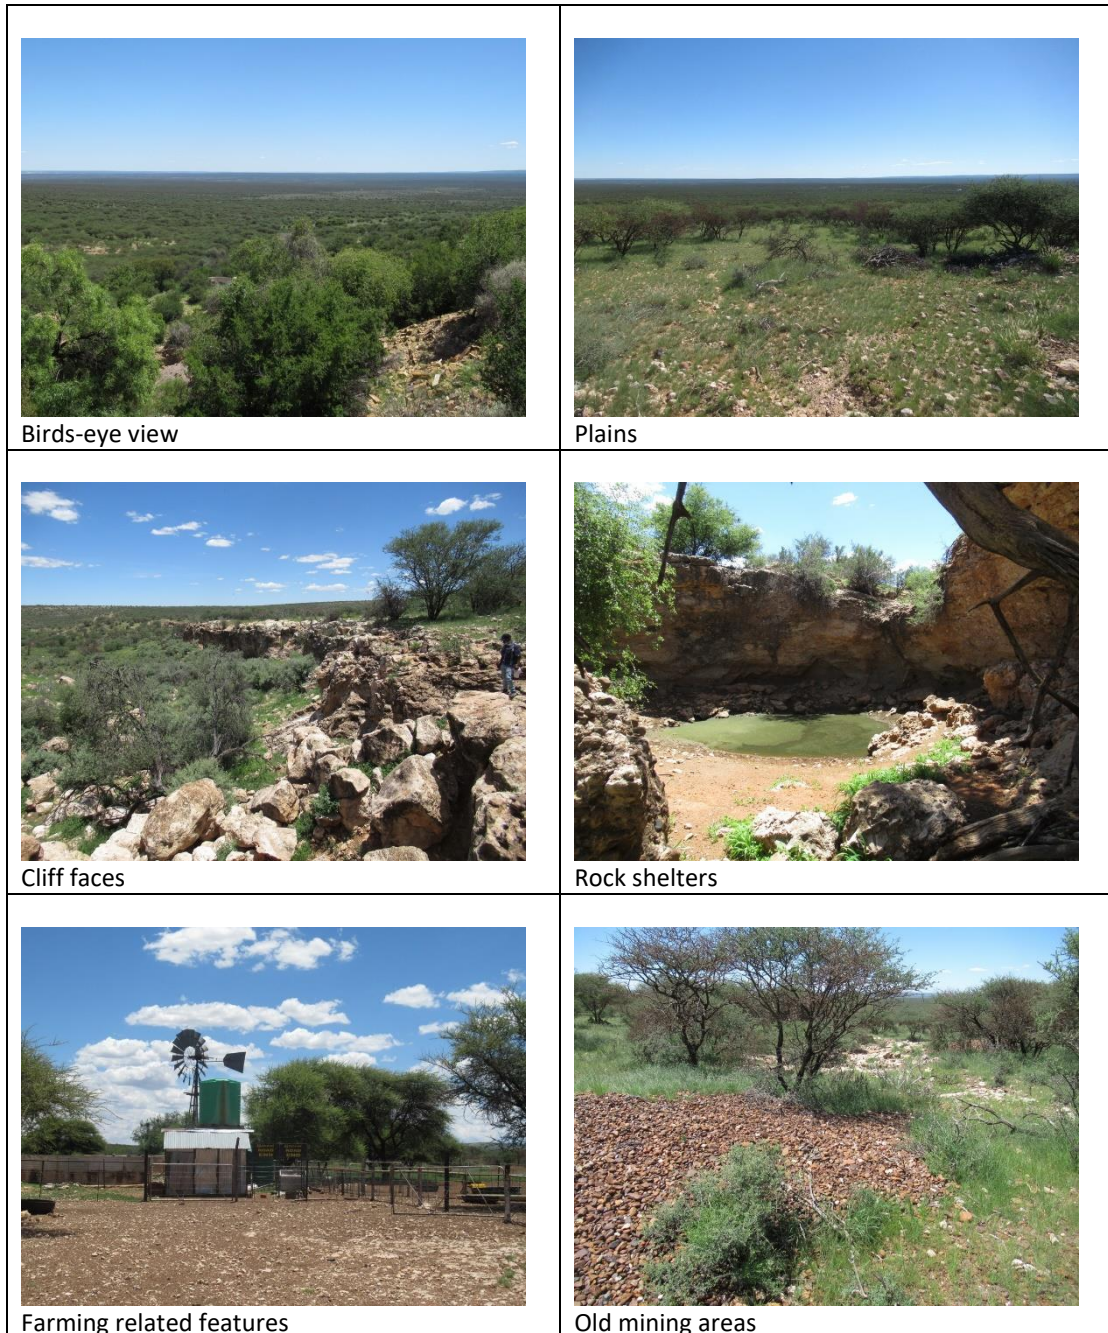 Birds-eye view
Plains
Cliff faces
Rock shelters
Farming related features
Old mining areas